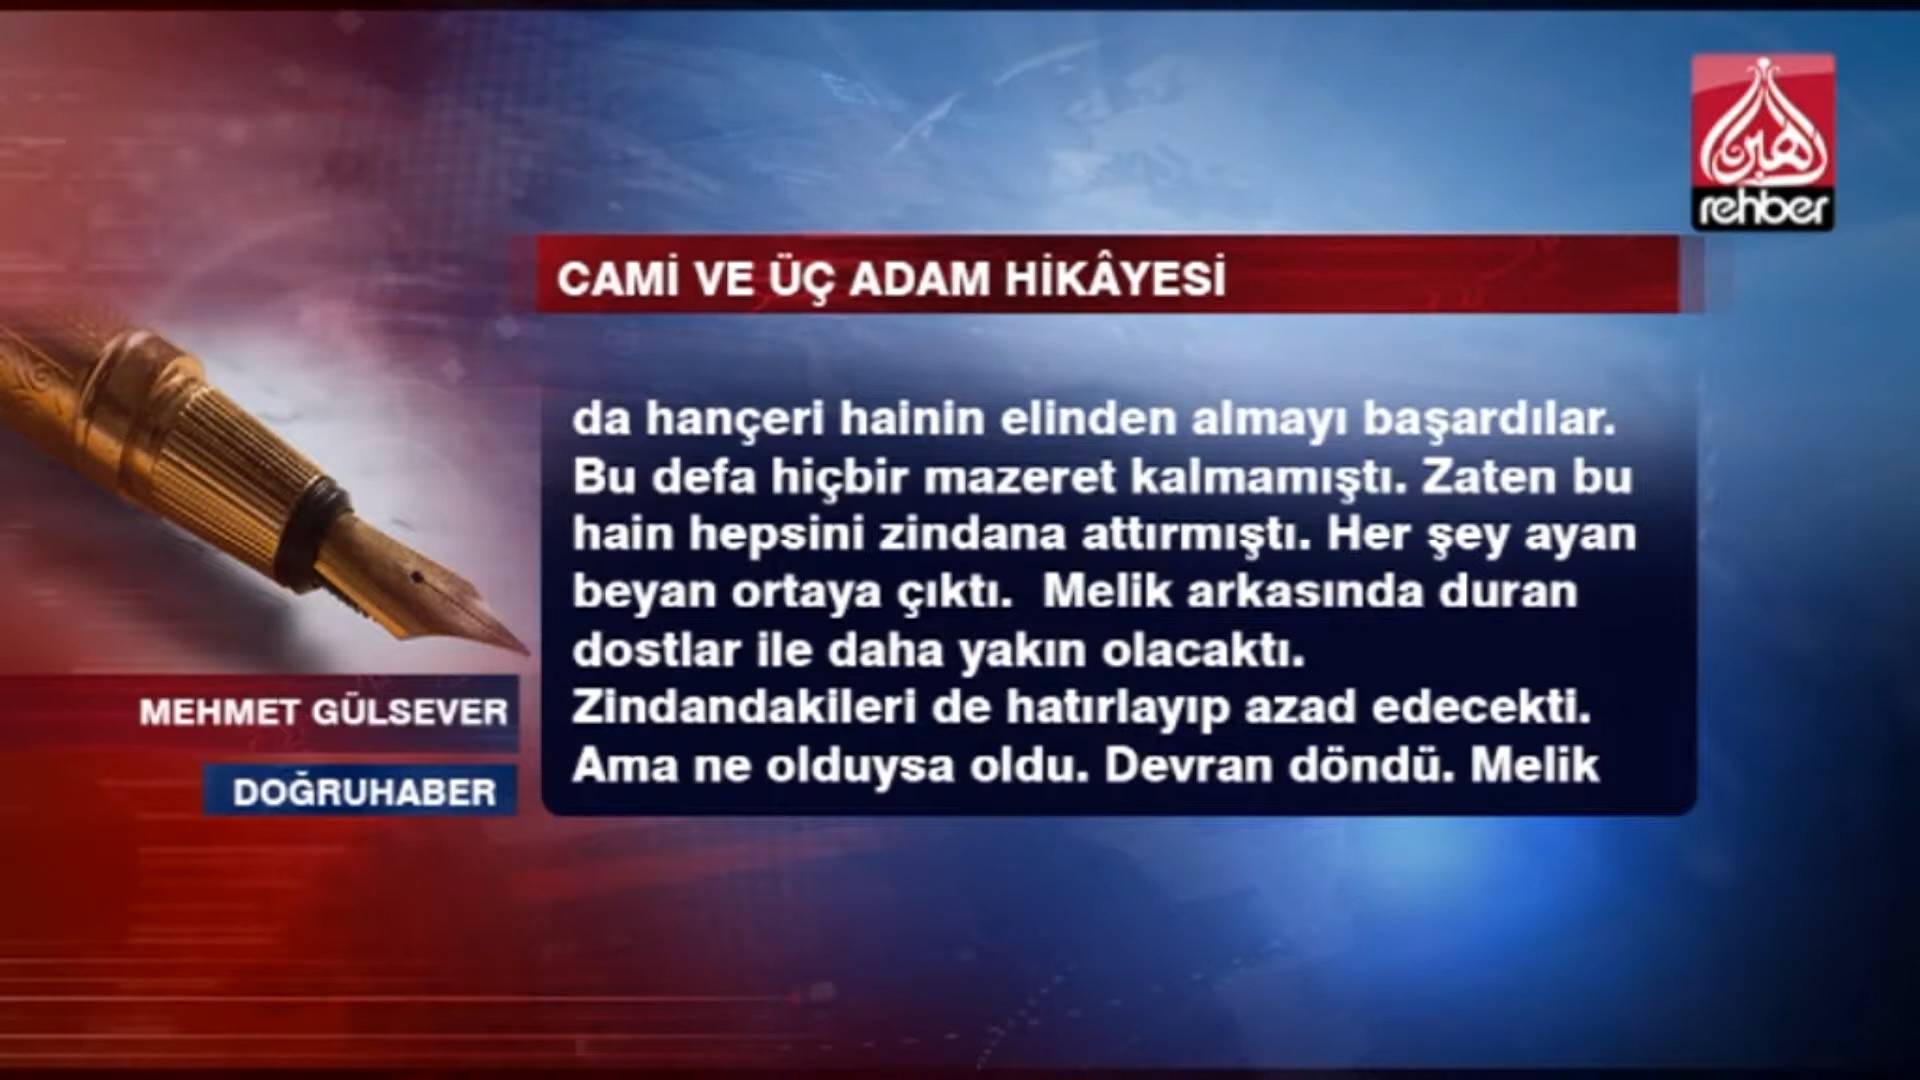 رهبر
rehber
CAMİ VE ÜÇ ADAM HİKÂYESİ
da hançeri hainin elinden almayı başardılar.
Bu defa hiçbir mazeret kalmamıştı. Zaten bu
hain hepsini zindana attırmıştı. Her şey ayan
beyan ortaya çıktı.  Melik arkasında duran
dostlar ile daha yakın olacaktı.
Zindandakileri de hatırlayıp azad edecekti.
Ama ne olduysa oldu. Devran döndü. Melik
MEHMET GÜLSEVER
DOĞRUHABER